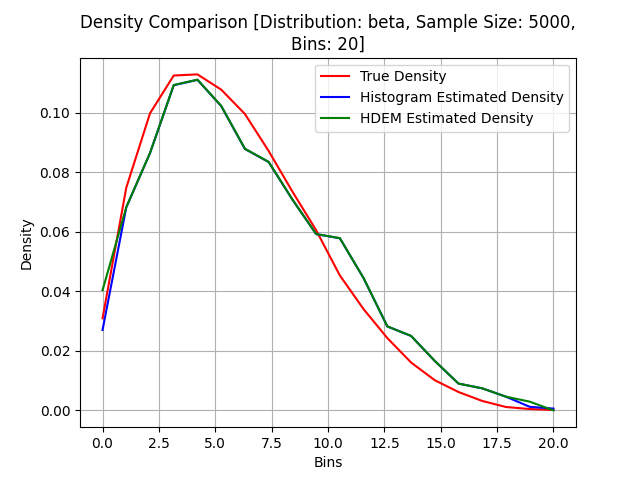 Density Comparison [Distribution: beta, Sample Size: 5000,
Bins: 20]
True Density
Histogram Estimated Density
HDEM Estimated Density
Density
0.10
0.08
0.06
0.04
0.02
0.00
0.0 2.5 5.0 7.5 10.0 12.5 15.0 17.5 20.0
Bins